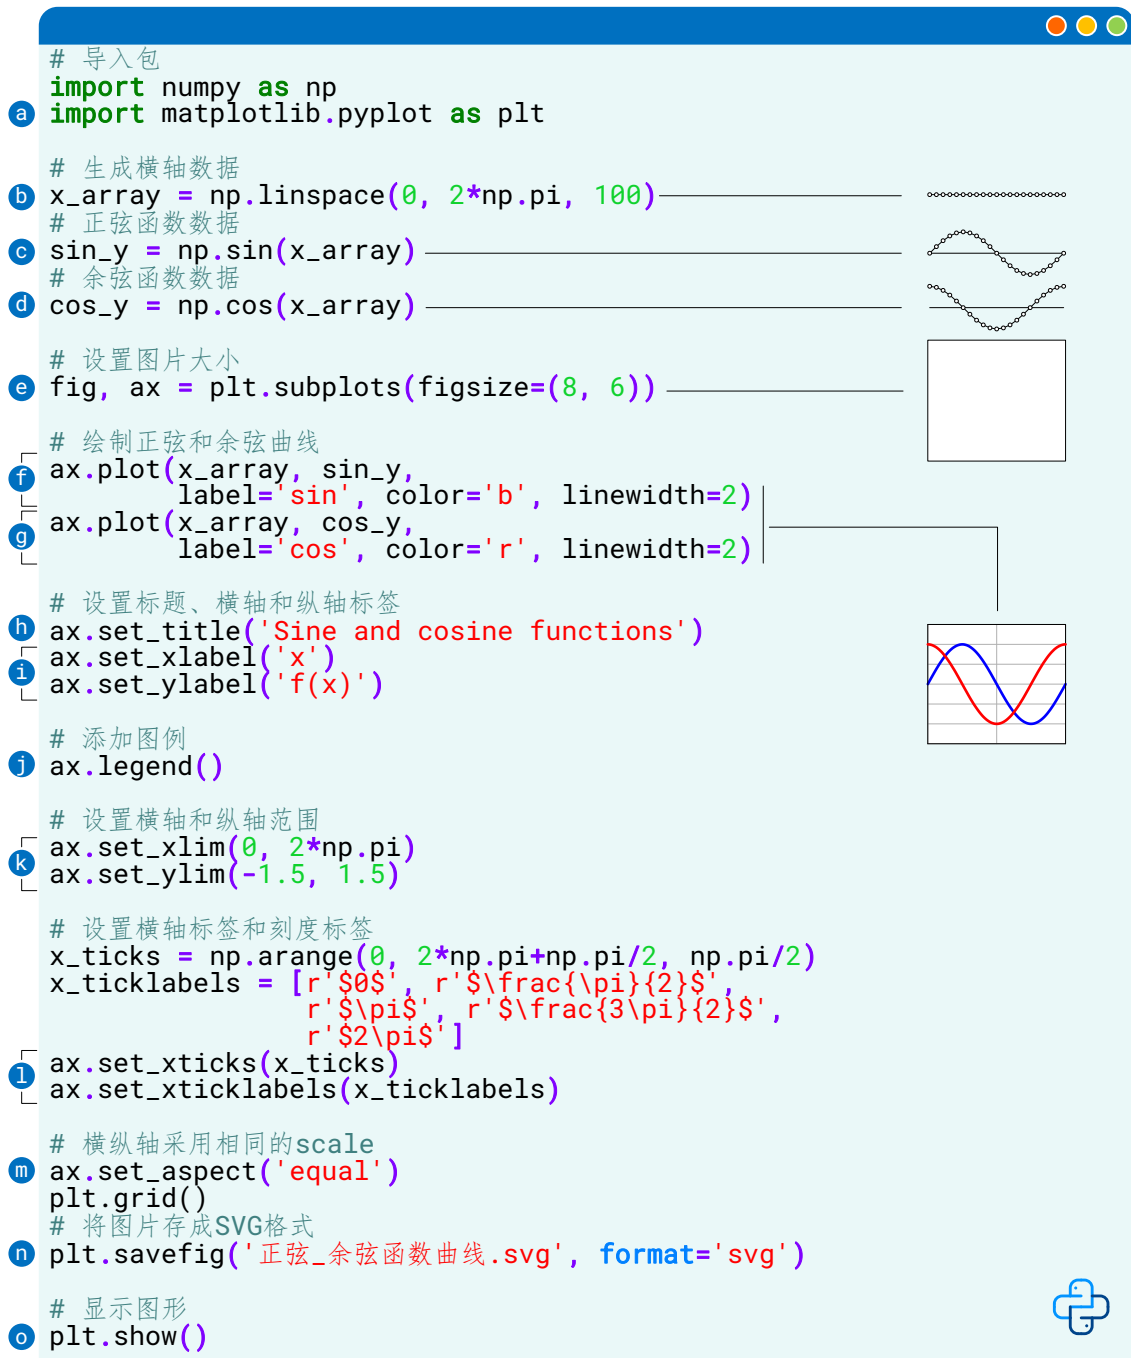 # 导入包
import numpy as np
a import matplotlib.pyplot as plt
# 生成横轴数据
b x_array = np.linspace(0, 2*np.pi, 100)
# 正弦函数数据
c sin_y = np.sin(x_array)
# 余弦函数数据
d cos_y = np.cos(x_array)
# 设置图片大小
e fig, ax = plt.subplots(figsize=(8, 6))
# 绘制正弦和余弦曲线
f ax.plot(x_array, sin_y,
label='sin', color='b', linewidth=2)
g ax.plot(x_array, cos_y,
label='cos', color='r', linewidth=2)
# 设置标题、横轴和纵轴标签
h ax.set_title('Sine and cosine functions')
i ax.set_xlabel('x')
ax.set_ylabel('f(x)')
# 添加图例
j ax.legend()
# 设置横轴和纵轴范围
k ax.set_xlim(0, 2*np.pi)
ax.set_ylim(-1.5, 1.5)
# 设置横轴标签和刻度标签
x_ticks = np.arange(0, 2*np.pi+np.pi/2, np.pi/2)
x_ticklabels = [r'$0$', r'$\frac{\pi}{2}$',
r'$\pi$', r'$\frac{3\pi}{2}$',
r'$2\pi$']
l ax.set_xticks(x_ticks)
ax.set_xticklabels(x_ticklabels)
# 横纵轴采用相同的scale
m ax.set_aspect('equal')
plt.grid()
# 将图片存成SVG格式
n plt.savefig('正弦_余弦函数曲线.svg', format='svg')
# 显示图形
o plt.show()